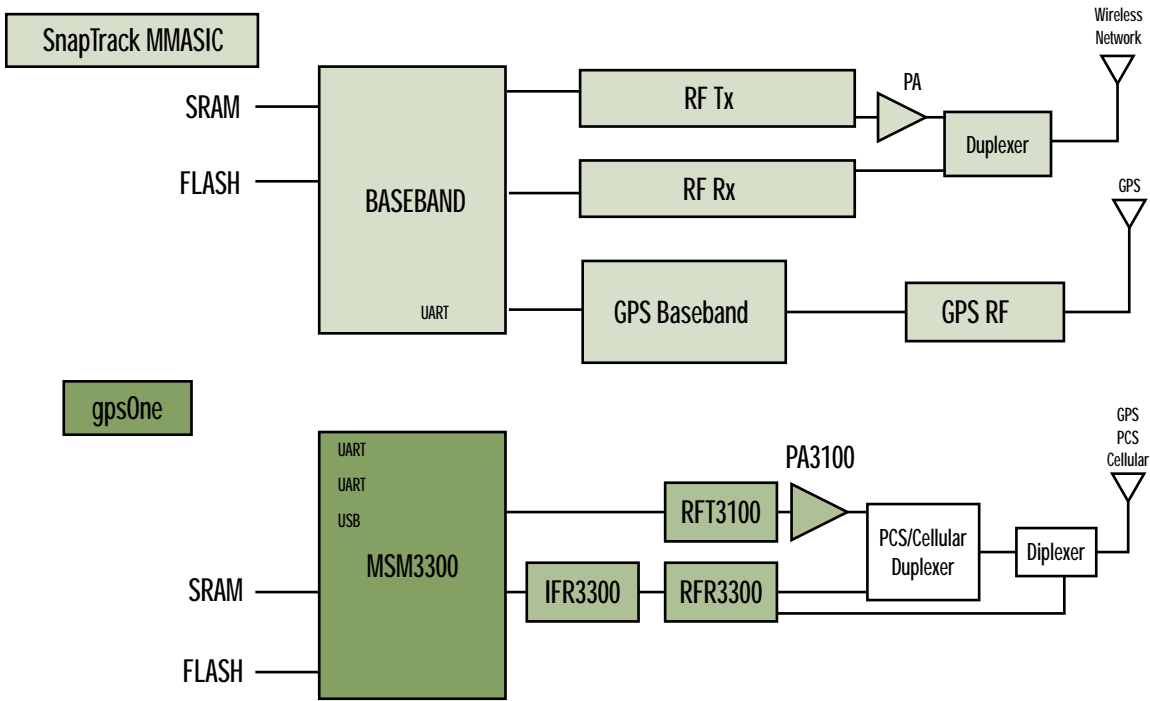 SnapTrack MMASIC
Wireless
Network
SRAM
FLASH
BASEBAND
UART
RF Tx
PA
RF Rx
Duplexer
GPS
GPS Baseband
GPS RF
gpsOne
GPS
PCS
Cellular
UART
UART
USB
MSM3300
SRAM
FLASH
RFT3100
PA3100
IFR3300
RFR3300
PCS/Cellular
Duplexer
Diplexer